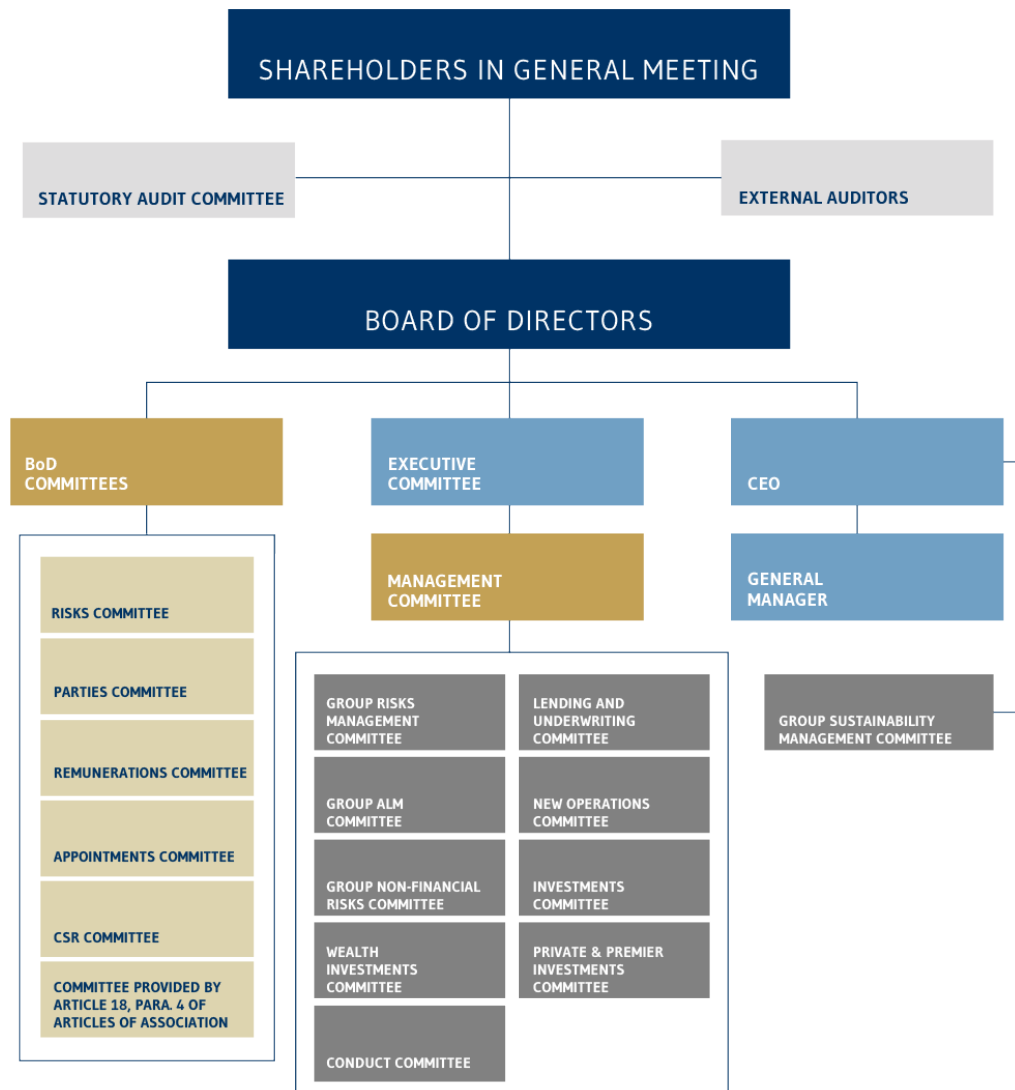 SHAREHOLDERS IN GENERAL MEETING
STATUTORY AUDIT COMMITTEE
EXTERNAL AUDITORS
BOARD OF DIRECTORS
BoD
COMMITTEES
EXECUTIVE
COMMITTEE
CEO
MANAGEMENT
COMMITTEE
GENERAL
MANAGER
RISKS COMMITTEE
PARTIES COMMITTEE
REMUNERATIONS COMMITTEE
APPOINTMENTS COMMITTEE
CSR COMMITTEE
COMMITTEE PROVIDED BY
ARTICLE 18, PARA. 4 OF
ARTICLES OF ASSOCIATION
GROUP RISKS
MANAGEMENT
COMMITTEE
LENDING AND
UNDERWRITING
COMMITTEE
GROUP ALM
COMMITTEE
NEW OPERATIONS
COMMITTEE
GROUP NON-FINANCIAL
RISKS COMMITTEE
INVESTMENTS
COMMITTEE
WEALTH
INVESTMENTS
COMMITTEE
PRIVATE & PREMIER
INVESTMENTS
COMMITTEE
CONDUCT COMMITTEE
GROUP SUSTAINABILITY
MANAGEMENT COMMITTEE